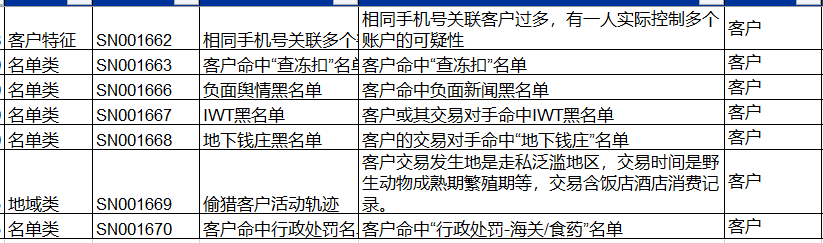 相同手机号关联客户过多，有一人实际控制多个
客户特征 SN001662 相同手机号关联多个 账户的可疑性 客户
名单类 SN001663 客户命中“查冻扣”名单 客户命中“查冻扣”名单 客户
名单类 SN001666 负面舆情黑名单 客户命中负面新闻黑名单 客户
名单类 SN001667 IWT黑名单 客户或其交易对手命中IWT黑名单 客户
名单类 SN001668 地下钱庄黑名单 客户的交易对手命中“地下钱庄”名单 客户
客户交易发生地是走私泛滥地区，交易时间是野
生动物成熟期繁殖期等，交易含饭店酒店消费记
地域类 SN001669 偷猎客户活动轨迹 录。 客户
名单类 SN001670 客户命中行政处罚名 客户命中“行政处罚-海关/食药”名单 客户